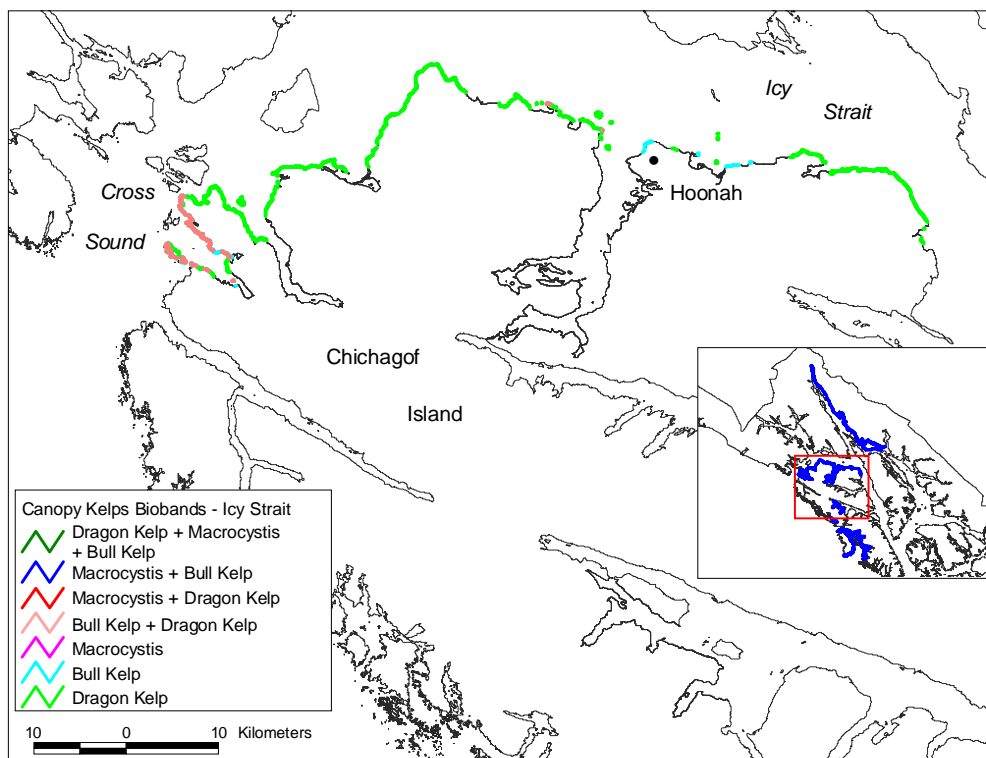 Icy
Strait
Cross
Sound
Hoonah
Chichagof
Island
Canopy Kelps Biobands - Icy Strait
Dragon Kelp + Macrocystis
+ Bull Kelp
Macrocystis + Bull Kelp
Macrocystis + Dragon Kelp
Bull Kelp + Dragon Kelp
Macrocystis
Bull Kelp
Dragon Kelp
10 0 10 Kilometers